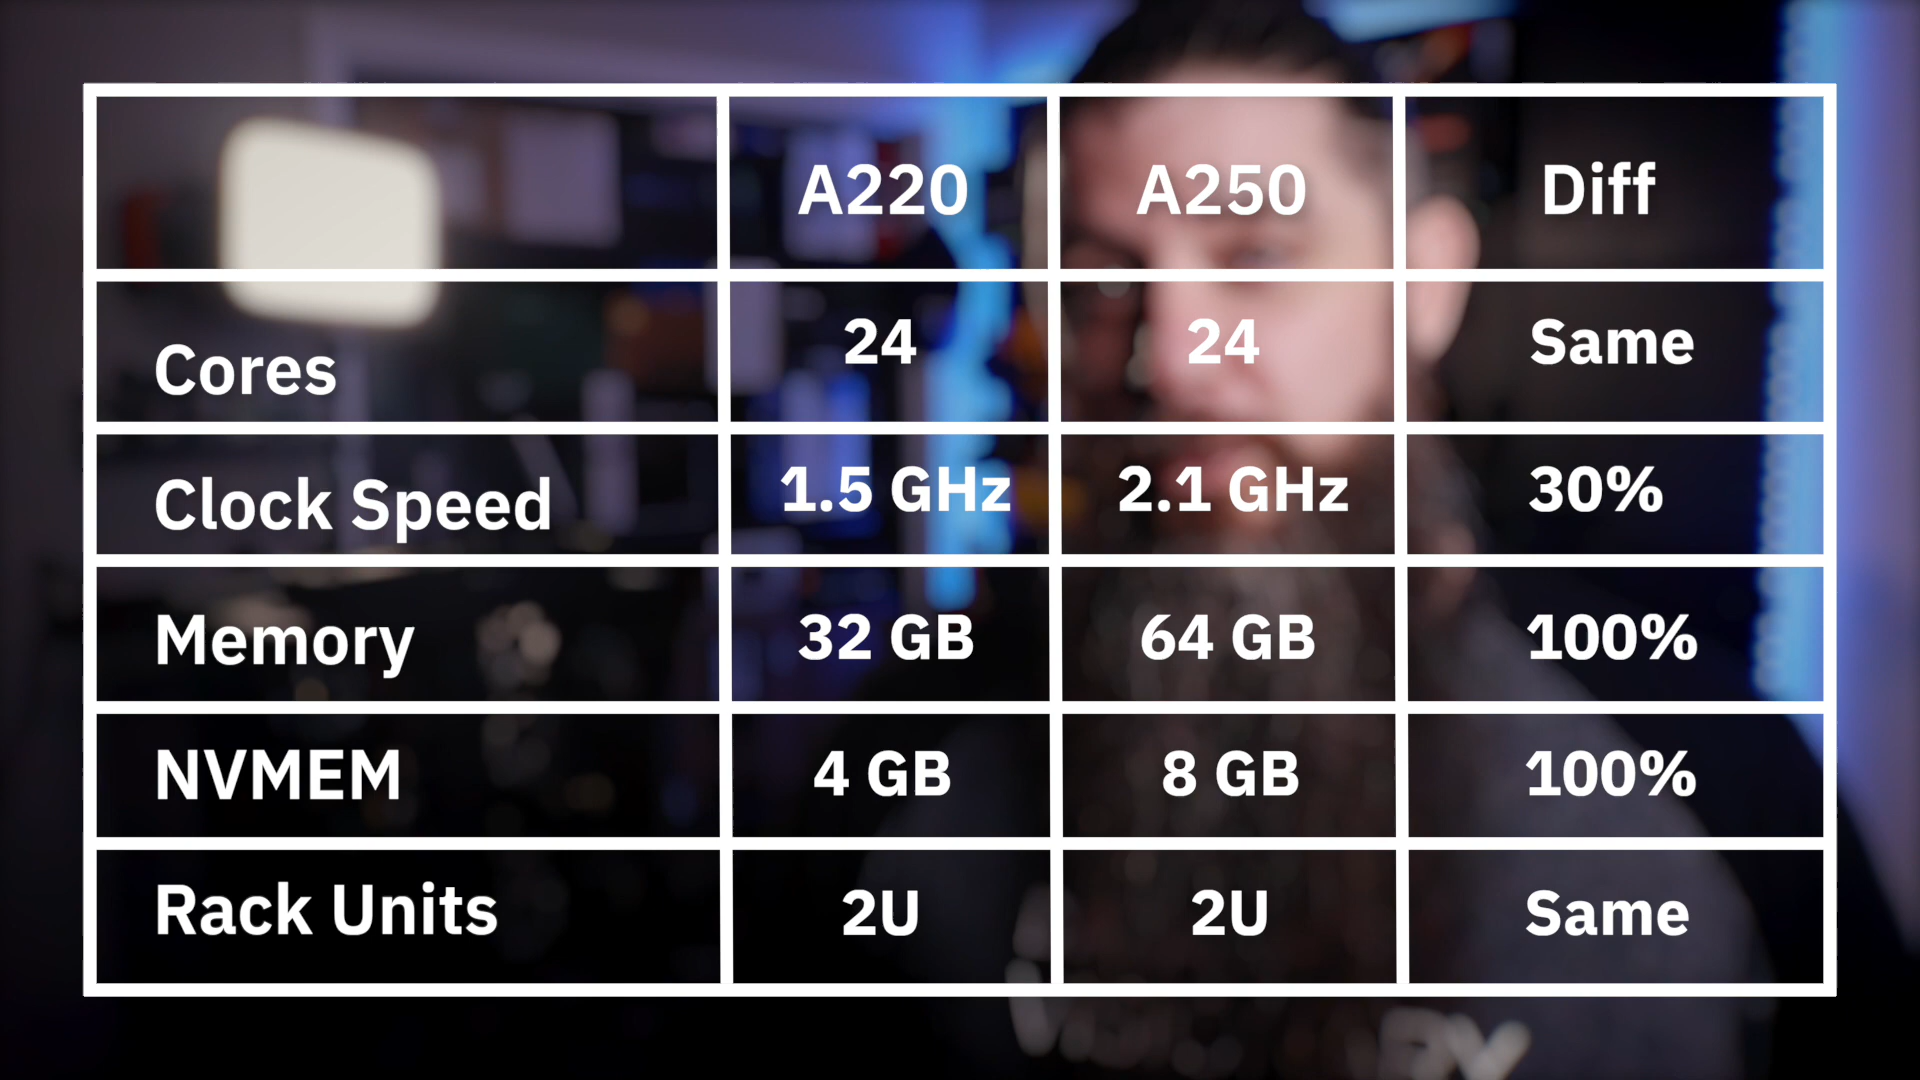 A220 A250 Diff
Cores 24 24 Same
Clock Speed 1.5 GHz 2.1 GHz 30%
Memory 32 GB 64 GB 100%
NVMEM 4 GB 8 GB 100%
Rack Units 2U 2U Same